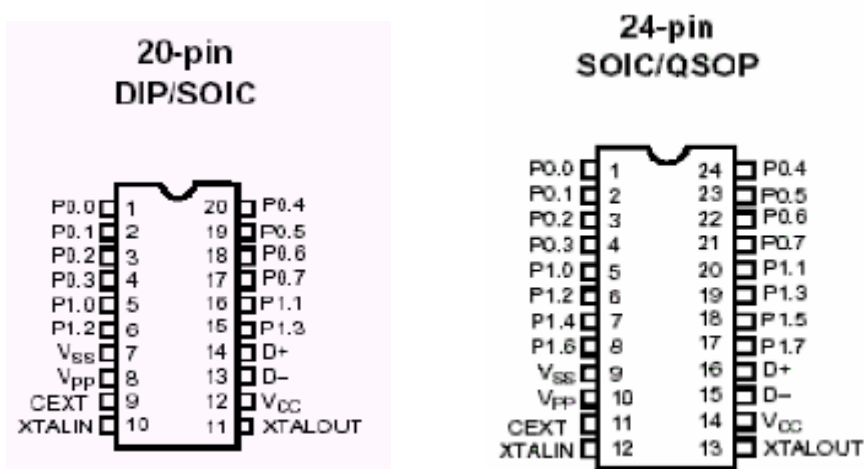 20-pin
DIP/SOIC
P0.0 1 20 P0.4
P0.1 2 19 P0.5
P0.2 3 18 P0.6
P0.3 4 17 P0.7
P1.0 5 16 P1.1
P1.2 6 15 P1.3
VSS 7 14 D+
VPP 8 13 D–
CEXT 9 12 VCC
XTALIN 10 11 XTALOUT
24-pin
SOIC/QSOP
P0.0 1 24 P0.4
P0.1 2 23 P0.5
P0.2 3 22 P0.6
P0.3 4 21 P0.7
P1.0 5 20 P1.1
P1.2 6 19 P1.3
P1.4 7 18 P1.5
P1.6 8 17 P1.7
VSS 9 16 D+
VPP 10 15 D–
CEXT 11 14 VCC
XTALIN 12 13 XTALOUT